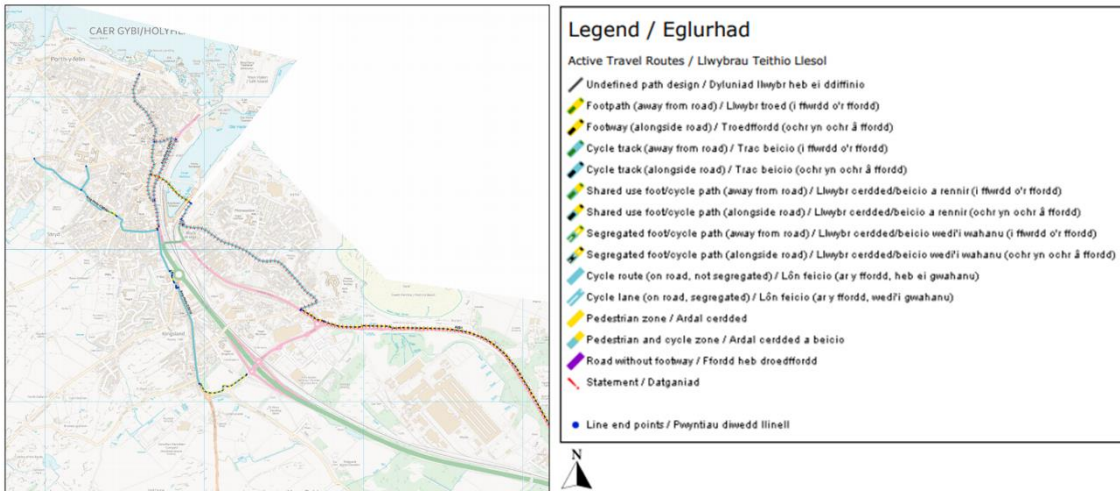 CAER GYBI/HOLYHE
Porth-y-felin
Kingsland
Legend / Eglurhad
Active Travel Routes / Llwybrau Teithio Llesol
Undefined path design / Dyluniad llwybr heb ei ddiffinio
Footpath (away from road) / Llwybr troed (i ffwrdd o'r ffordd)
Footway (alongside road) / Troedffordd (ochr yn ochr â ffordd)
Cycle track (away from road) / Trac beicio (i ffwrdd o'r ffordd)
Cycle track (alongside road) / Trac beicio (ochr yn ochr â ffordd)
Shared use foot/cycle path (away from road) / Llwybr cerdded/beicio a rennir (i ffwrdd o'r ffordd)
Shared use foot/cycle path (alongside road) / Llwybr cerdded/beicio a rennir (ochr yn ochr â ffordd)
Segregated foot/cycle path (away from road) / Llwybr cerdded/beicio wedi'i wahanu (i ffwrdd o'r ffordd)
Segregated foot/cycle path (alongside road) / Llwybr cerdded/beicio wedi'i wahanu (ochr yn ochr â ffordd)
Cycle route (on road, not segregated) / Lôn feicio (ar y ffordd, heb ei gwahanu)
Cycle lane (on road, segregated) / Lôn feicio (ar y ffordd, wedi'i gwahanu)
Pedestrian zone / Ardal cerdded
Pedestrian and cycle zone / Ardal cerdded a beicio
Road without footway / Ffordd heb droedffordd
Statement / Datganiad
Line end points / Pwyntiau diwedd llinell
N